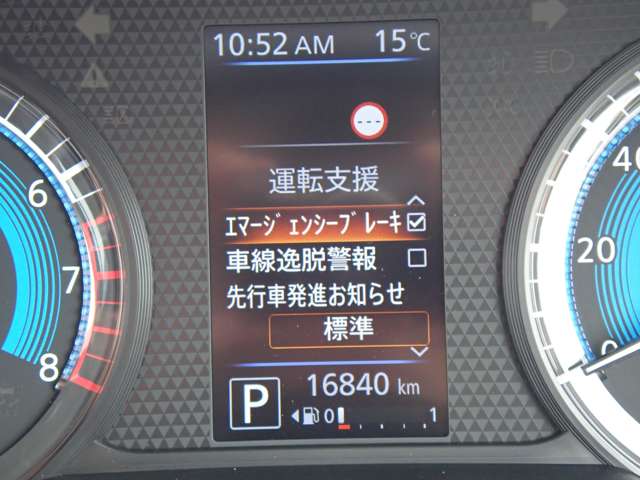 10:52 AM 15℃
---
運転支援
エマージェンシーブレーキ
車線逸脱警報
先行車発進お知らせ
標準
P 16840 km
0 1
6
7
8
40
20
0